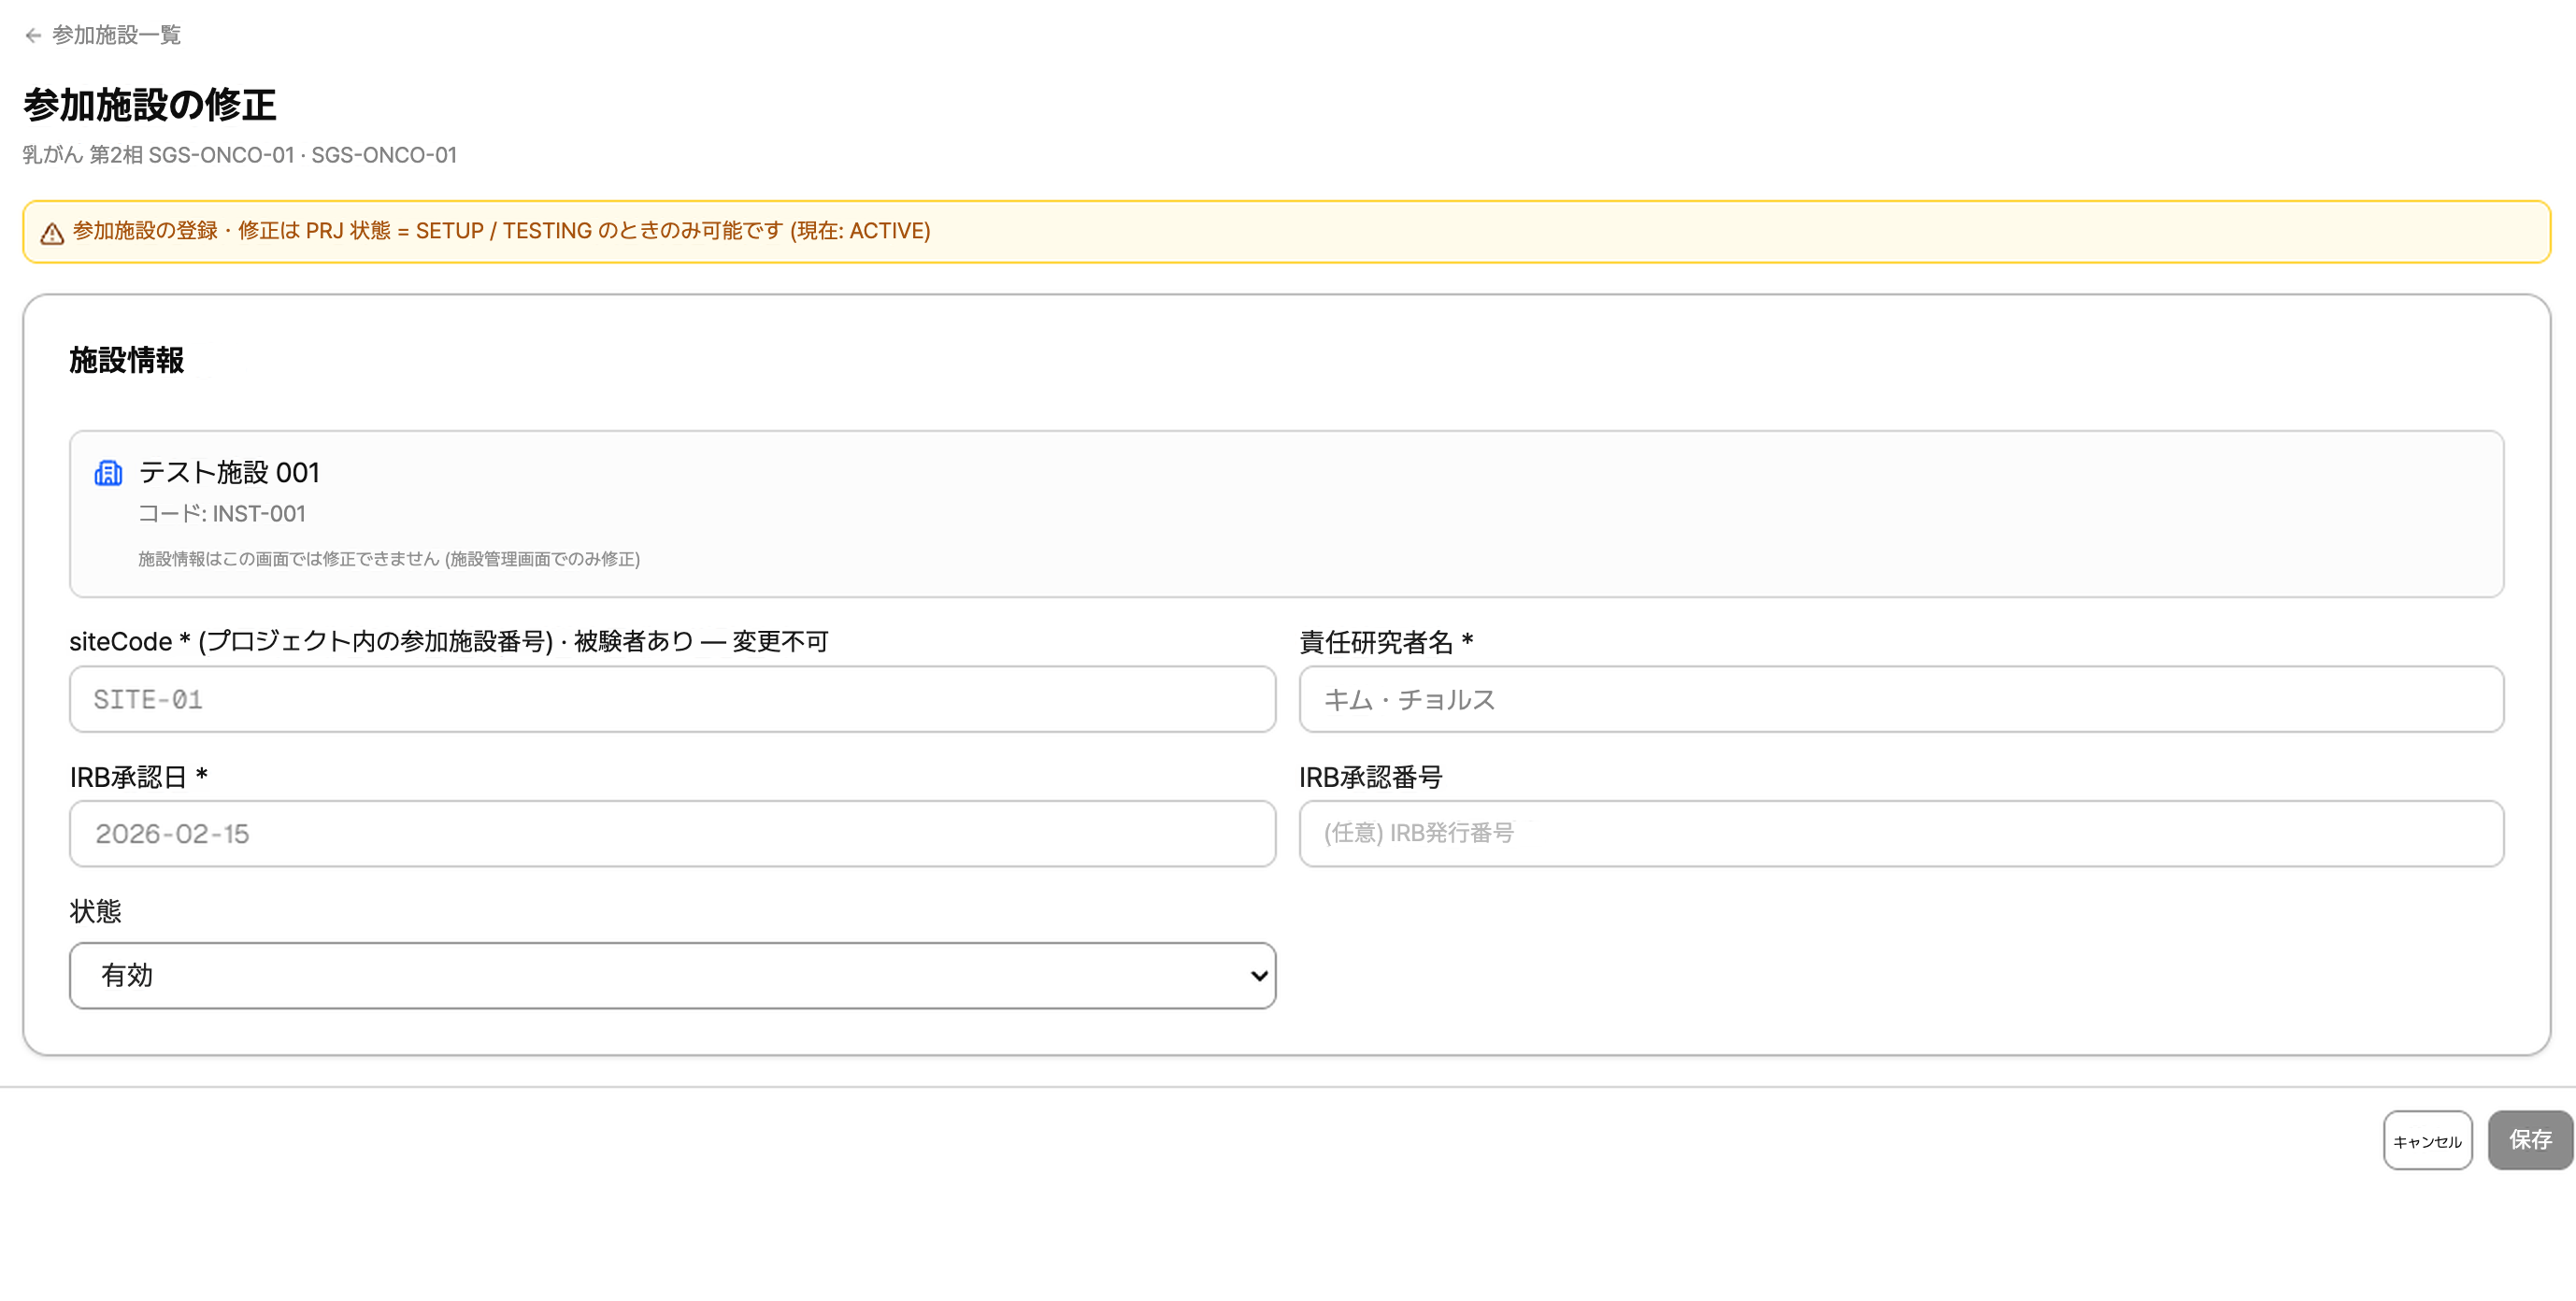 ← 参加施設一覧
参加施設の修正
乳がん 第2相 SGS-ONCO-01 · SGS-ONCO-01
参加施設の登録・修正は PRJ 状態 = SETUP / TESTING のときのみ可能です (現在: ACTIVE)
施設情報
テスト施設 001
コード: INST-001
施設情報はこの画面では修正できません (施設管理画面でのみ修正)
siteCode * (プロジェクト内の参加施設番号) · 被験者あり — 変更不可
責任研究者名 *
SITE-01
キム・チョルス
IRB承認日 *
IRB承認番号
2026-02-15
(任意) IRB発行番号
状態
有効
キャンセル
保存